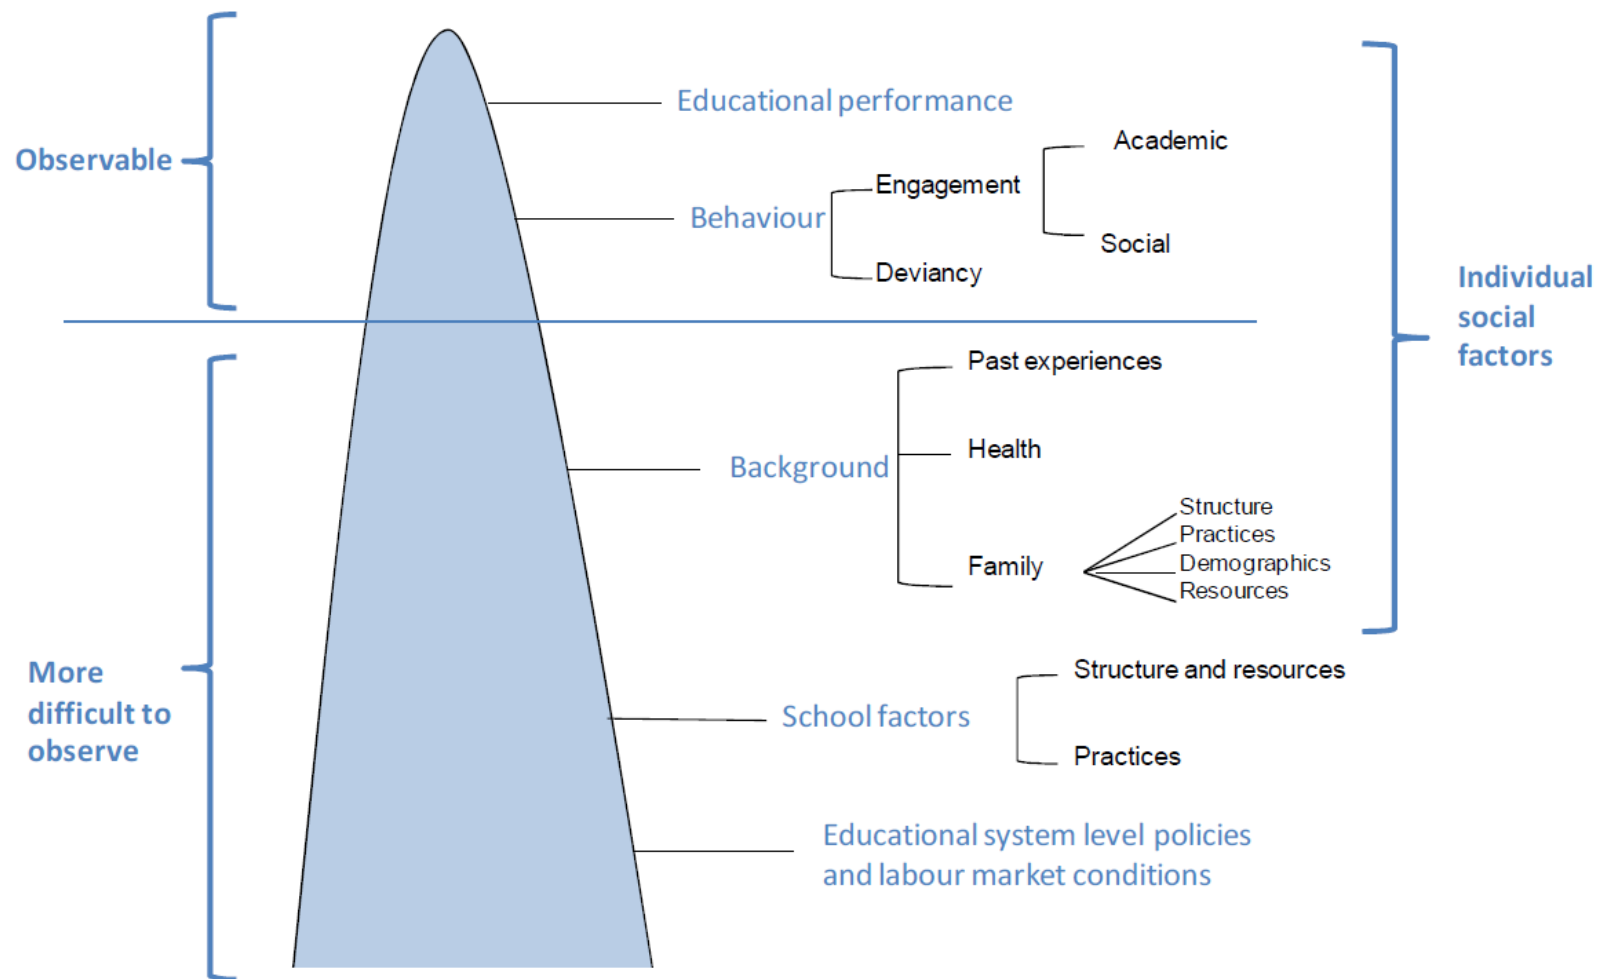 Observable
Educational performance
Behaviour
Engagement
Academic
Social
Deviancy
Individual
social
factors
More
difficult to
observe
Background
Past experiences
Health
Family
Structure
Practices
Demographics
Resources
School factors
Structure and resources
Practices
Educational system level policies
and labour market conditions